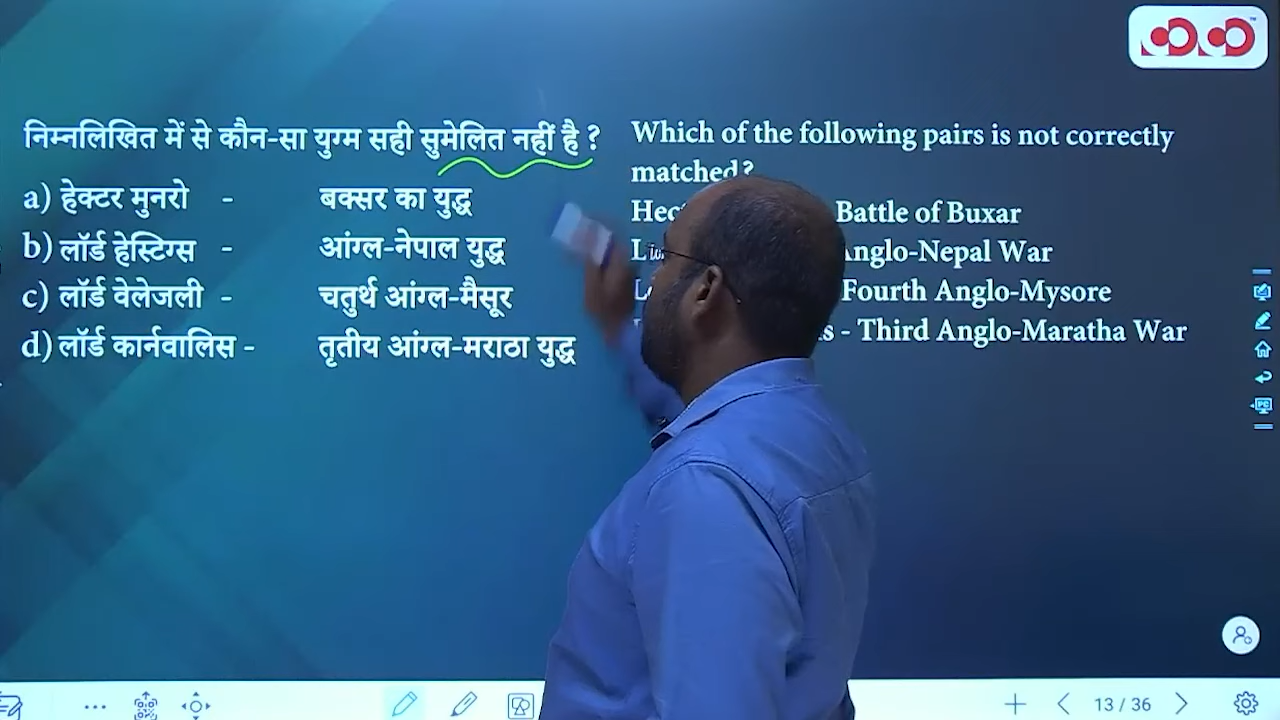 निम्नलिखित में से कौन-सा युग्म सही सुमेलित नहीं है ?
a) हेक्टर मुनरो - बक्सर का युद्ध
b) लॉर्ड हेस्टिंग्स - आंग्ल-नेपाल युद्ध
c) लॉर्ड वेलेजली - चतुर्थ आंग्ल-मैसूर
d) लॉर्ड कार्नवालिस - तृतीय आंग्ल-मराठा युद्ध
Which of the following pairs is not correctly
matched?
Battle of Buxar
Anglo-Nepal War
Fourth Anglo-Mysore
- Third Anglo-Maratha War
13 / 36